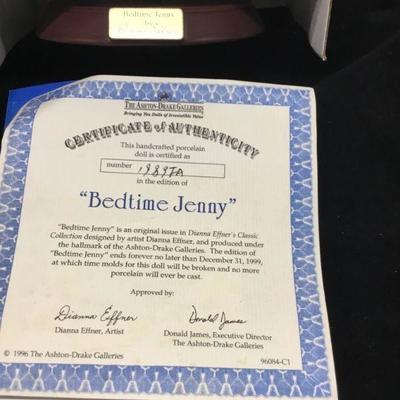 Bedtime Jenny
by
THE ASHTON-DRAKE GALLERIES
Bringing You Dolls of Irresistible Value
CERTIFICATE of AUTHENTICITY
This handcrafted porcelain
doll is certified as
number 1989TA
in the edition of
"Bedtime Jenny"
"Bedtime Jenny" is an original issue in Dianna Effner's Classic
Collection designed by artist Dianna Effner, and produced under
the hallmark of the Ashton-Drake Galleries. The edition of
"Bedtime Jenny" ends forever no later than December 31, 1999,
at which time molds for this doll will be broken and no more
porcelain will ever be cast.
Approved by:
Dianna Effner Donald James
Dianna Effner, Artist Donald James, Executive Director
The Ashton-Drake Galleries
© 1996 The Ashton-Drake Galleries 96084-C1